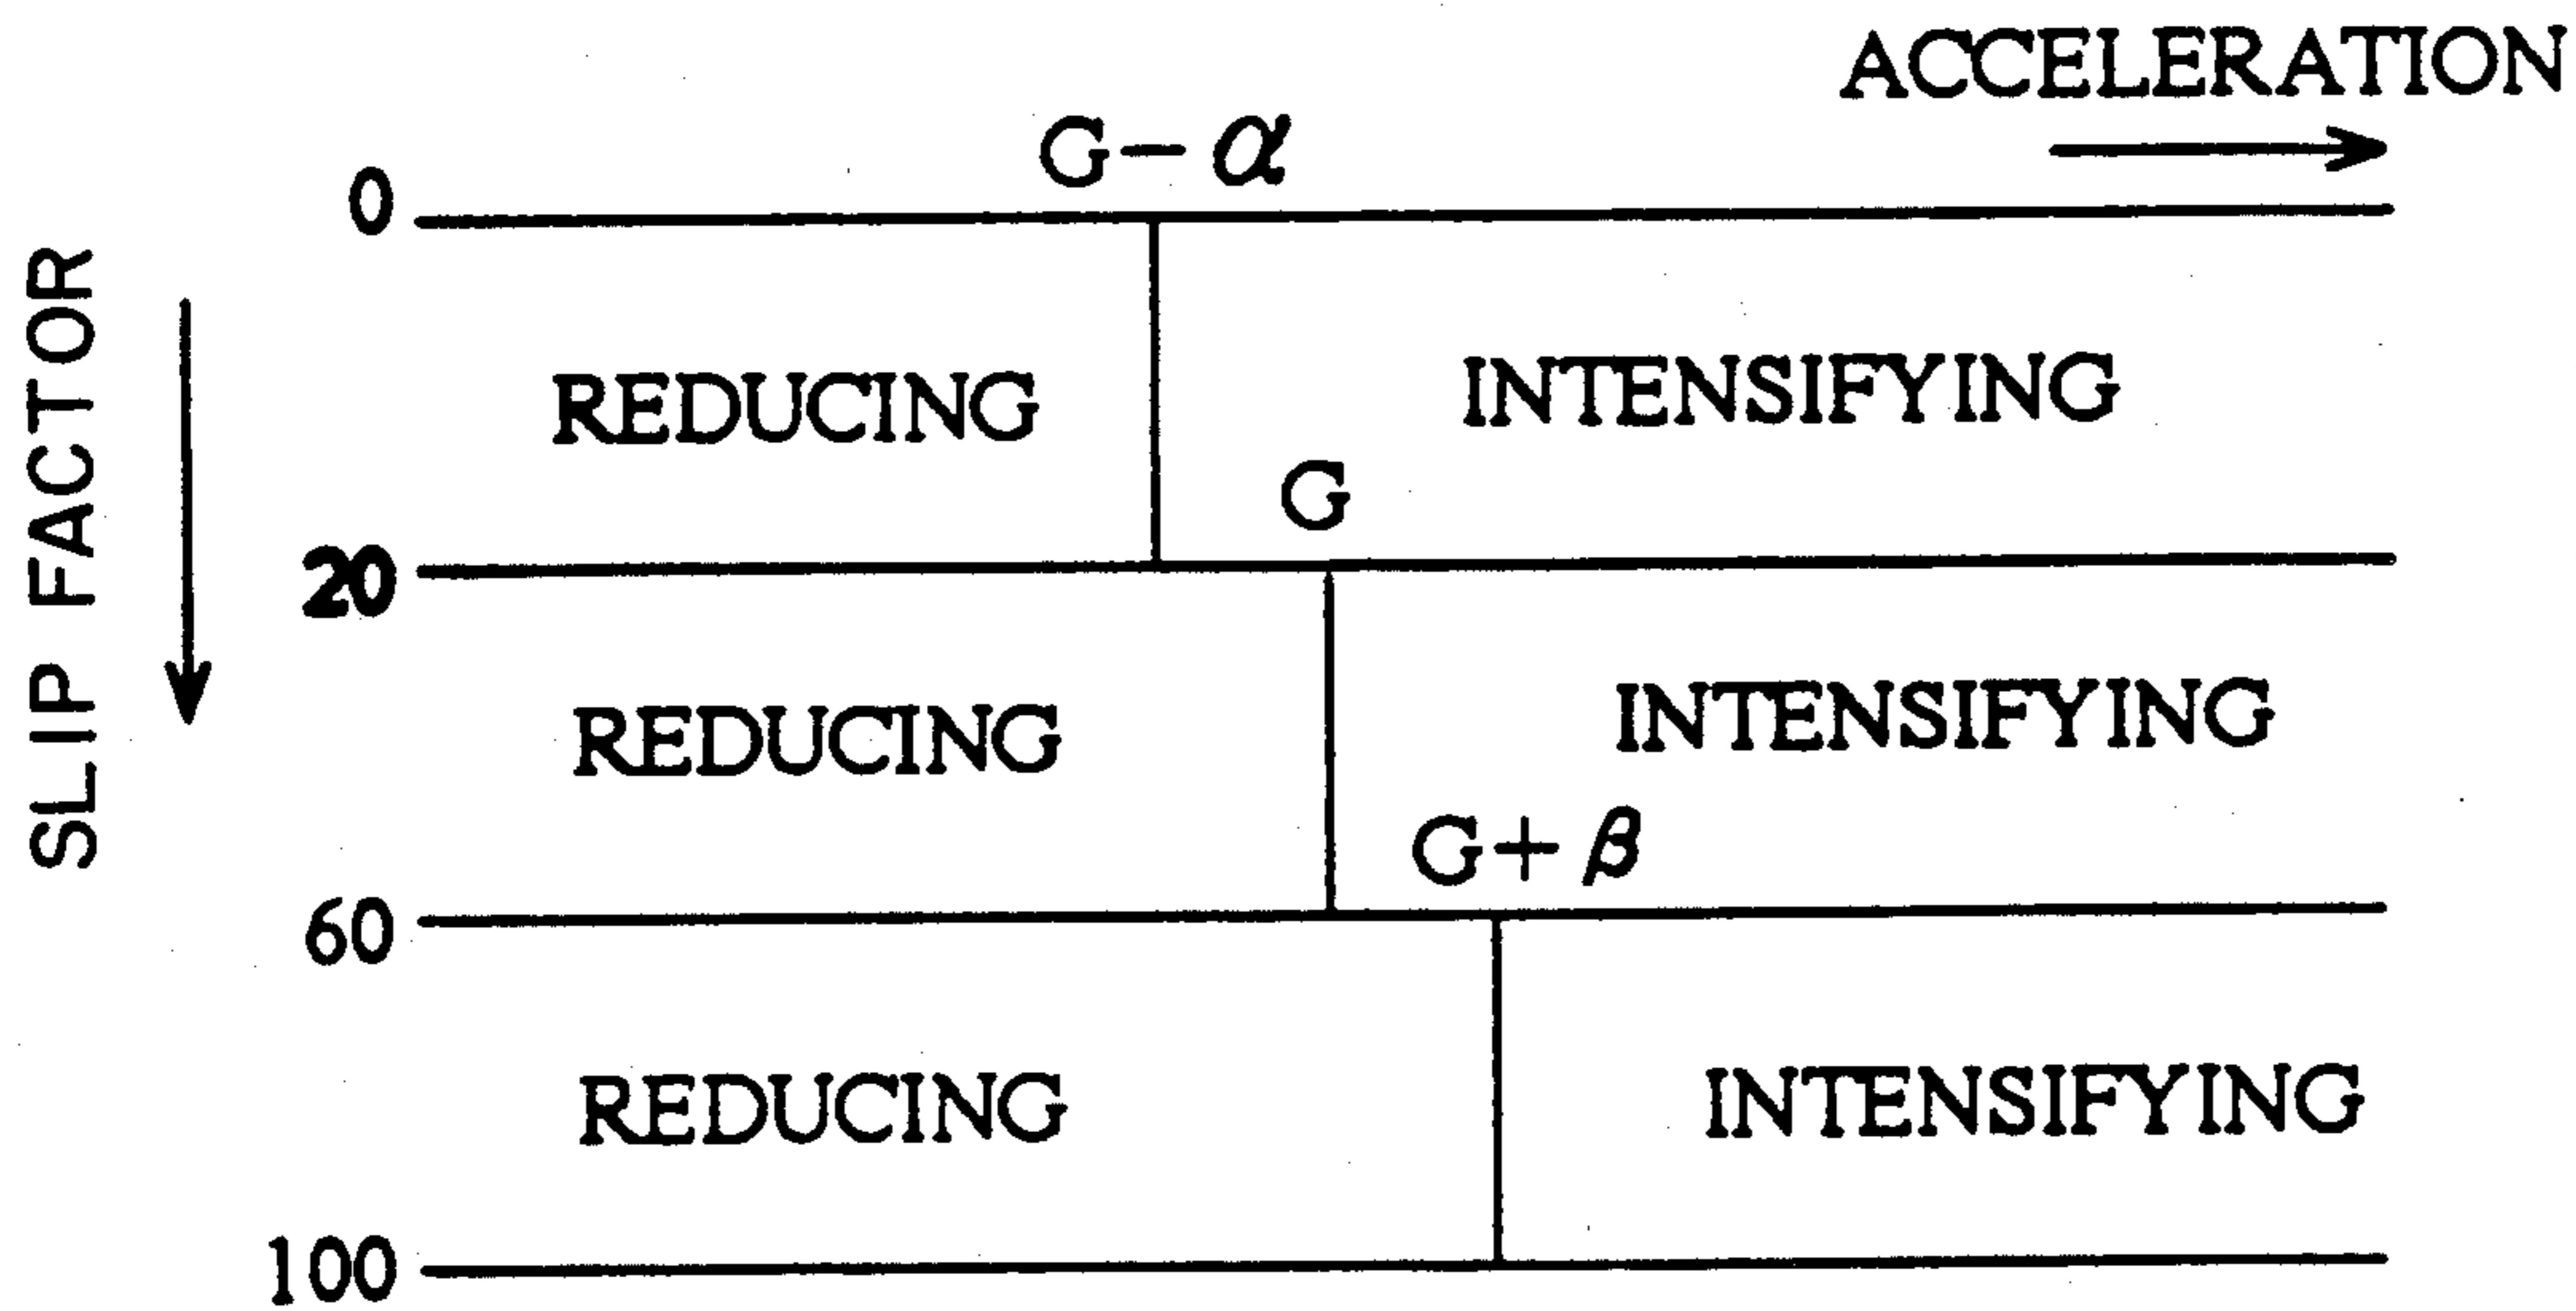 ACCELERATION
G- α
0
SLIP FACTOR
REDUCING
INTENSIFYING
G
20
REDUCING
INTENSIFYING
G+ β
60
REDUCING
INTENSIFYING
100